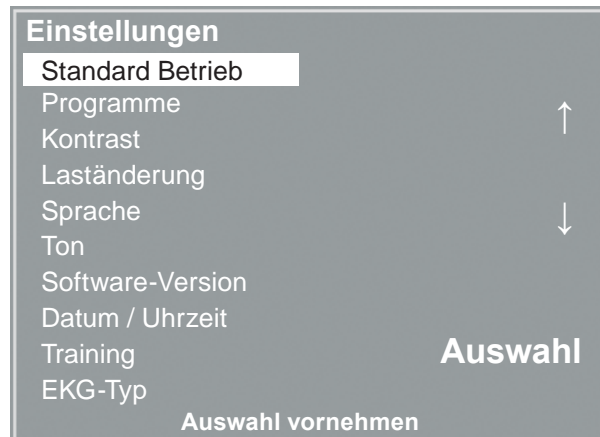 Einstellungen
Standard Betrieb
Programme
↑
Kontrast
Laständerung
Sprache
↓
Ton
Software-Version
Datum / Uhrzeit
Training
Auswahl
EKG-Typ
Auswahl vornehmen